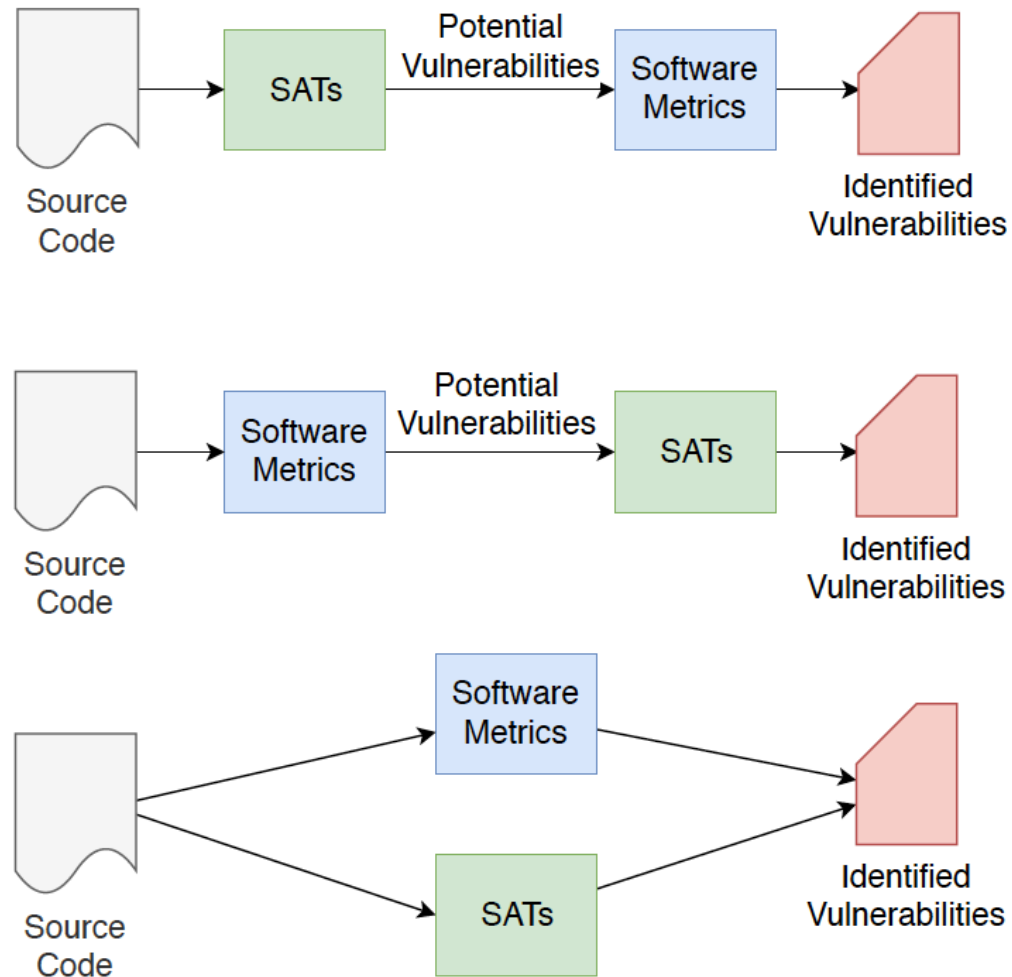 Potential
Vulnerabilities
SATs
Software
Metrics
Source
Code
Identified
Vulnerabilities
Potential
Vulnerabilities
Software
Metrics
SATs
Source
Code
Identified
Vulnerabilities
Software
Metrics
SATs
Source
Code
Identified
Vulnerabilities